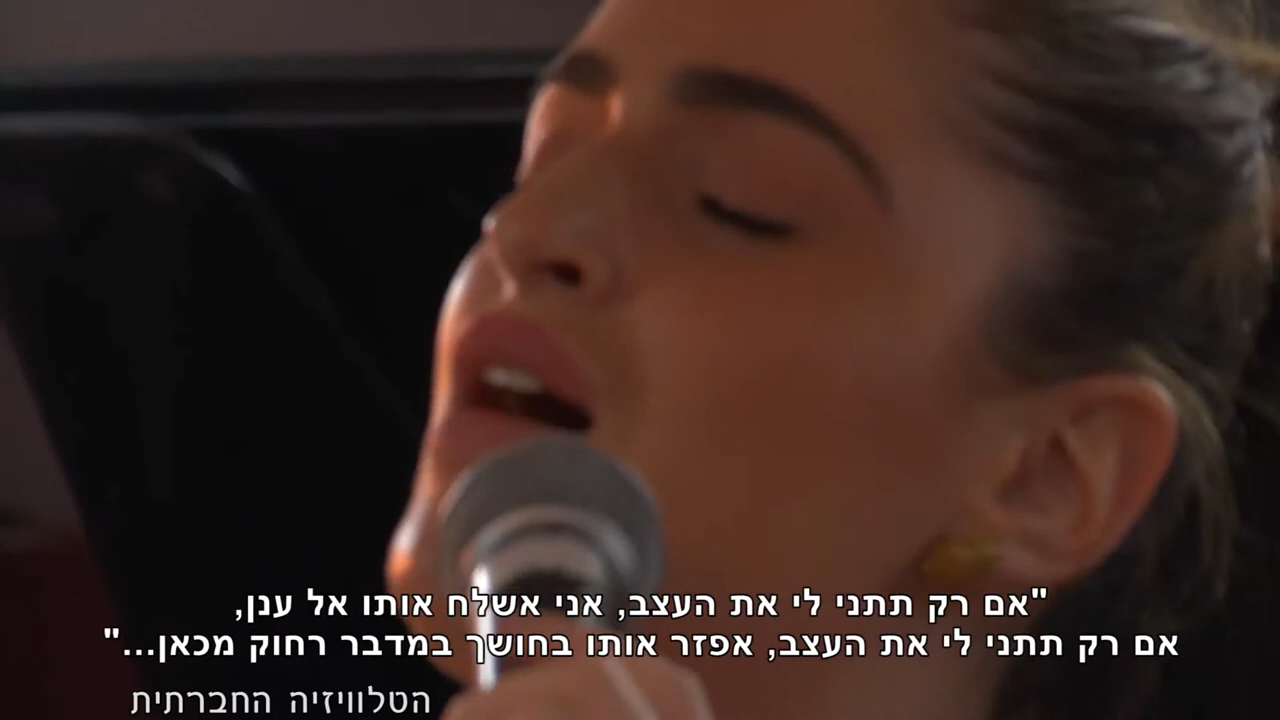 "אם רק תתני לי את העצב, אני אשלח אותו אל ענן,
אם רק תתני לי את העצב, אפזר אותו בחושך במדבר רחוק מכאן..."
הטלוויזיה החברתית